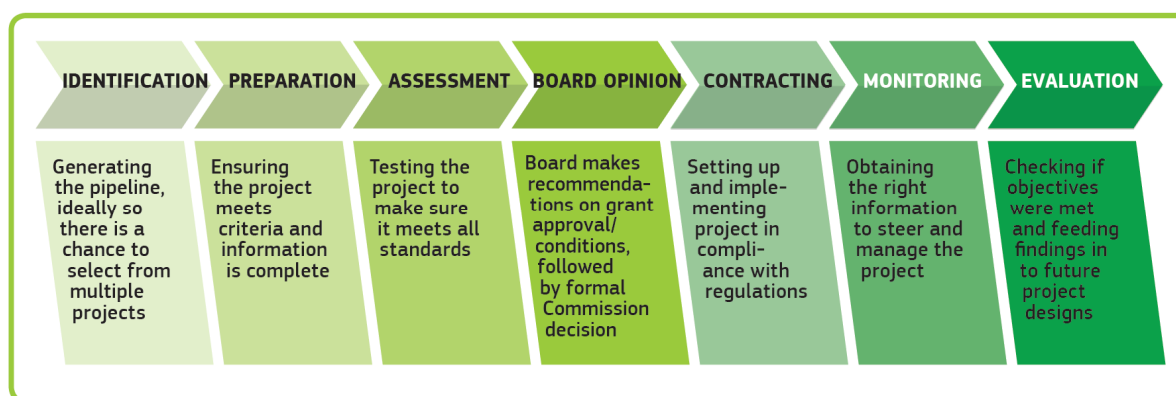 IDENTIFICATION
PREPARATION
ASSESSMENT
BOARD OPINION
CONTRACTING
MONITORING
EVALUATION
Generating
the pipeline,
ideally so
there is a
chance to
select from
multiple
projects
Ensuring
the project
meets
criteria and
information
is complete
Testing the
project to
make sure
it meets all
standards
Board makes
recommenda-
tions on grant
approval/
conditions,
followed
by formal
Commission
decision
Setting up
and imple-
menting
project in
compli-
ance with
regulations
Obtaining
the right
information
to steer and
manage the
project
Checking if
objectives
were met
and feeding
findings in
to future
project
designs